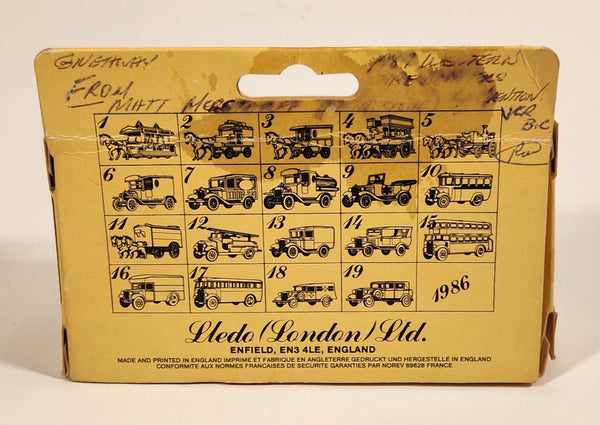 GIVEAWAY
FROM MATT
VCR
B.C
1 2 3 4 5
6 7 8 9 10
11 12 13 14 15
16 17 18 19 1986
Lledo (London) Ltd.
ENFIELD, EN3 4LE, ENGLAND
MADE AND PRINTED IN ENGLAND IMPRIME ET FABRIQUE EN ANGLETERRE GEDRUCKT UND HERGESTELLE IN ENGLAND
CONFORMITE AUX NORMES FRANCAISES DE SECURITE GARANTIES PAR NOREV 69628 FRANCE